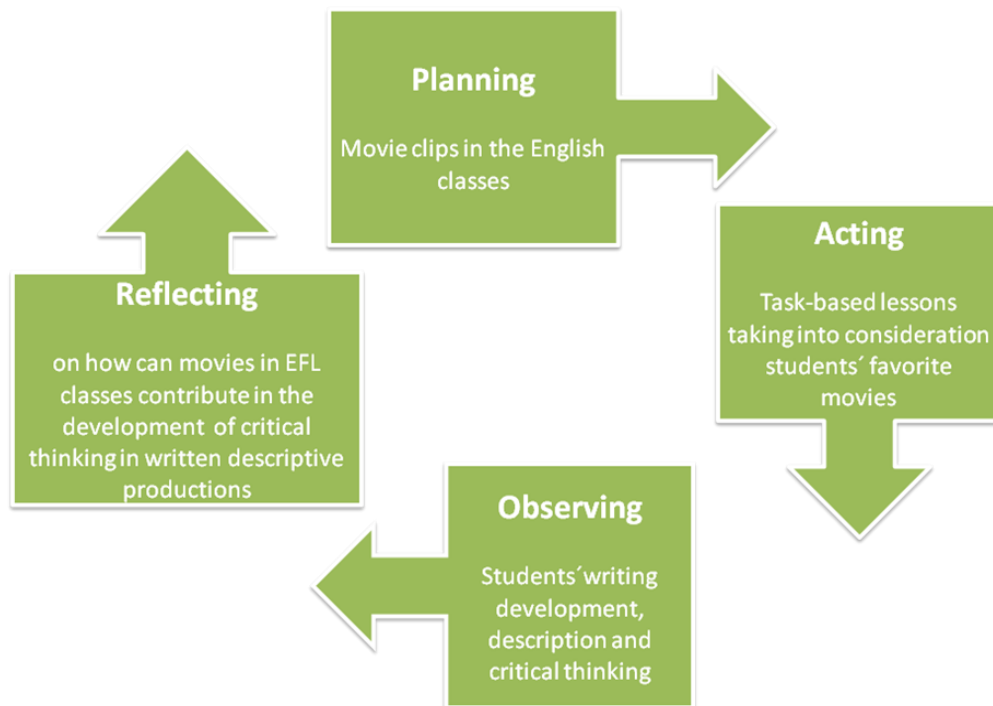 Planning
Movie clips in the English
classes
Acting
Task-based lessons
taking into consideration
students´ favorite
movies
Observing
Students´writing
development,
description and
critical thinking
Reflecting
on how can movies in EFL
classes contribute in the
development of critical
thinking in written descriptive
productions